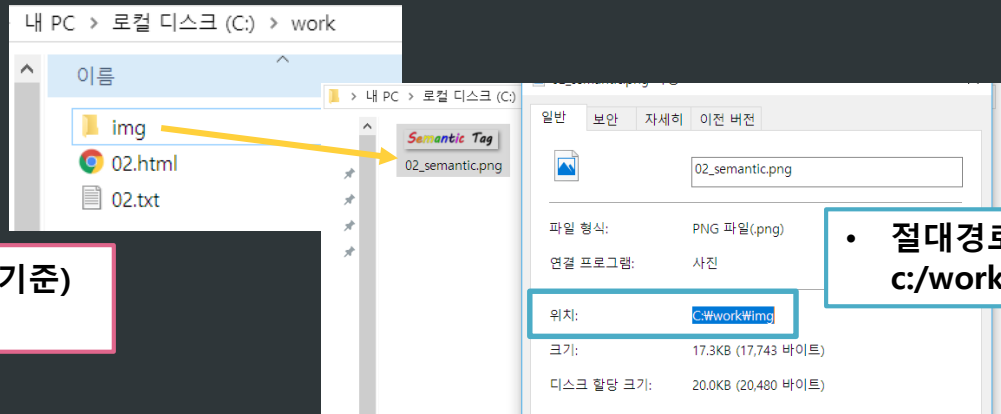 내 PC > 로컬 디스크 (C:) > work
이름
img
02.html
02.txt
기준)
> 내 PC > 로컬 디스크 (C:)
Semantic Tag
02_semantic.png
일반 보안 자세히 이전 버전
02_semantic.png
파일 형식: PNG 파일(.png)
연결 프로그램: 사진
위치: C:₩work₩img
크기: 17.3KB (17,743 바이트)
디스크 할당 크기: 20.0KB (20,480 바이트)
• 절대경로
c:/work